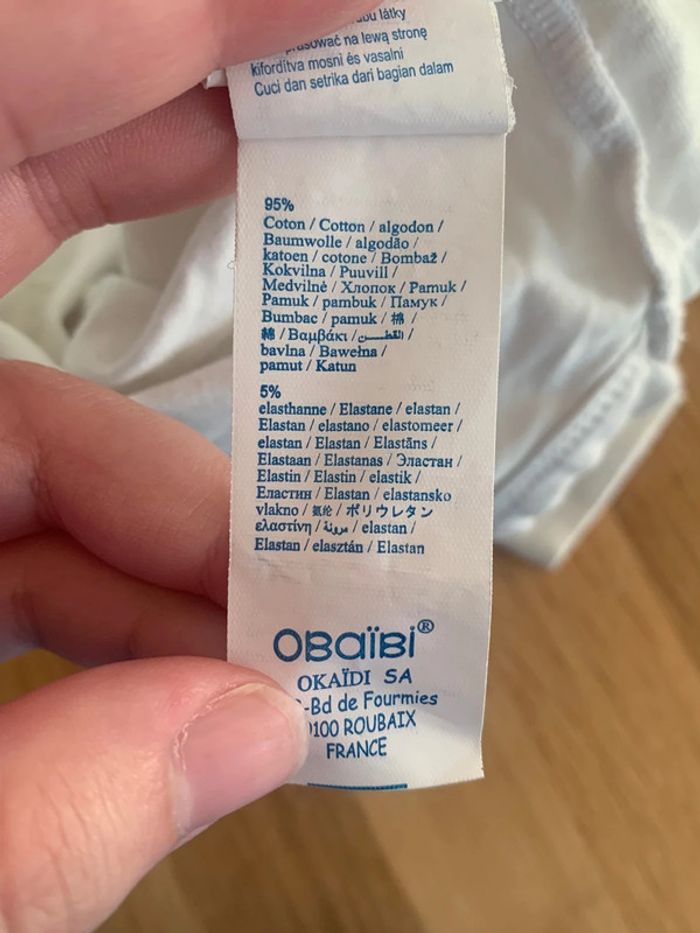 látky
na lewą stronę
kifordítva mosni és vasalni
Cuci dan setrika dari bagian dalam
95%
Coton / Cotton / algodon /
Baumwolle / algodão /
katoen / cotone / Bombaž /
Kokvilna / Puuvill /
Medvilnė / Хлопок / Pamuk /
Pamuk / pambuk / Памук /
Bumbac / pamuk / 棉 /
綿 / Βαμβάκι / القطن /
bavlna / Bawełna /
pamut / Katun
5%
elasthanne / Elastane / elastan /
Elastan / elastano / elastomeer /
elastan / Elastan / Elastāns /
Elastaan / Elastanas / Эластан /
Elastin / Elastin / elastik /
Еластин / Elastan / elastansko
vlakno / 氨纶 / ポリウレタン
ελαστίνη / مرونة / elastan /
Elastan / elasztán / Elastan
OBaïBi®
OKAÏDI SA
-Bd de Fourmies
100 ROUBAIX
FRANCE